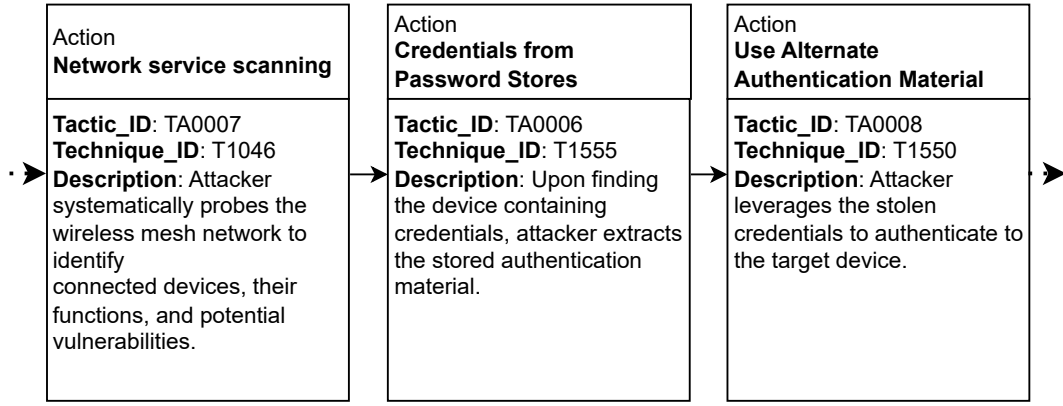 Action
Network service scanning
Tactic_ID: TA0007
Technique_ID: T1046
Description: Attacker
systematically probes the
wireless mesh network to
identify
connected devices, their
functions, and potential
vulnerabilities.
Action
Credentials from
Password Stores
Tactic_ID: TA0006
Technique_ID: T1555
Description: Upon finding
the device containing
credentials, attacker extracts
the stored authentication
material.
Action
Use Alternate
Authentication Material
Tactic_ID: TA0008
Technique_ID: T1550
Description: Attacker
leverages the stolen
credentials to authenticate to
the target device.